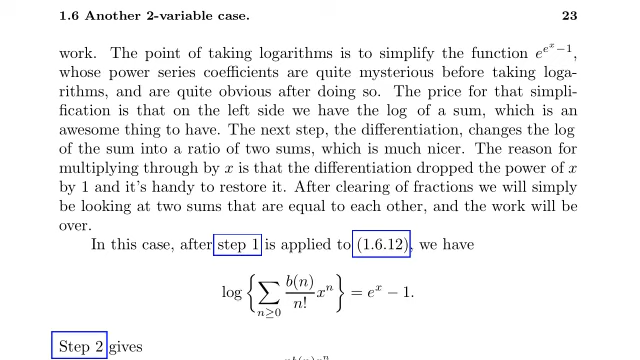 1.6 Another 2-variable case. 23
work. The point of taking logarithms is to simplify the function e^{e^x−1},
whose power series coefficients are quite mysterious before taking loga-
rithms, and are quite obvious after doing so. The price for that simpli-
fication is that on the left side we have the log of a sum, which is an
awesome thing to have. The next step, the differentiation, changes the log
of the sum into a ratio of two sums, which is much nicer. The reason for
multiplying through by x is that the differentiation dropped the power of x
by 1 and it's handy to restore it. After clearing of fractions we will simply
be looking at two sums that are equal to each other, and the work will be
over.
In this case, after step 1 is applied to (1.6.12), we have
log { ∑_{n≥0} b(n)/n! x^n } = e^x − 1.
Step 2 gives